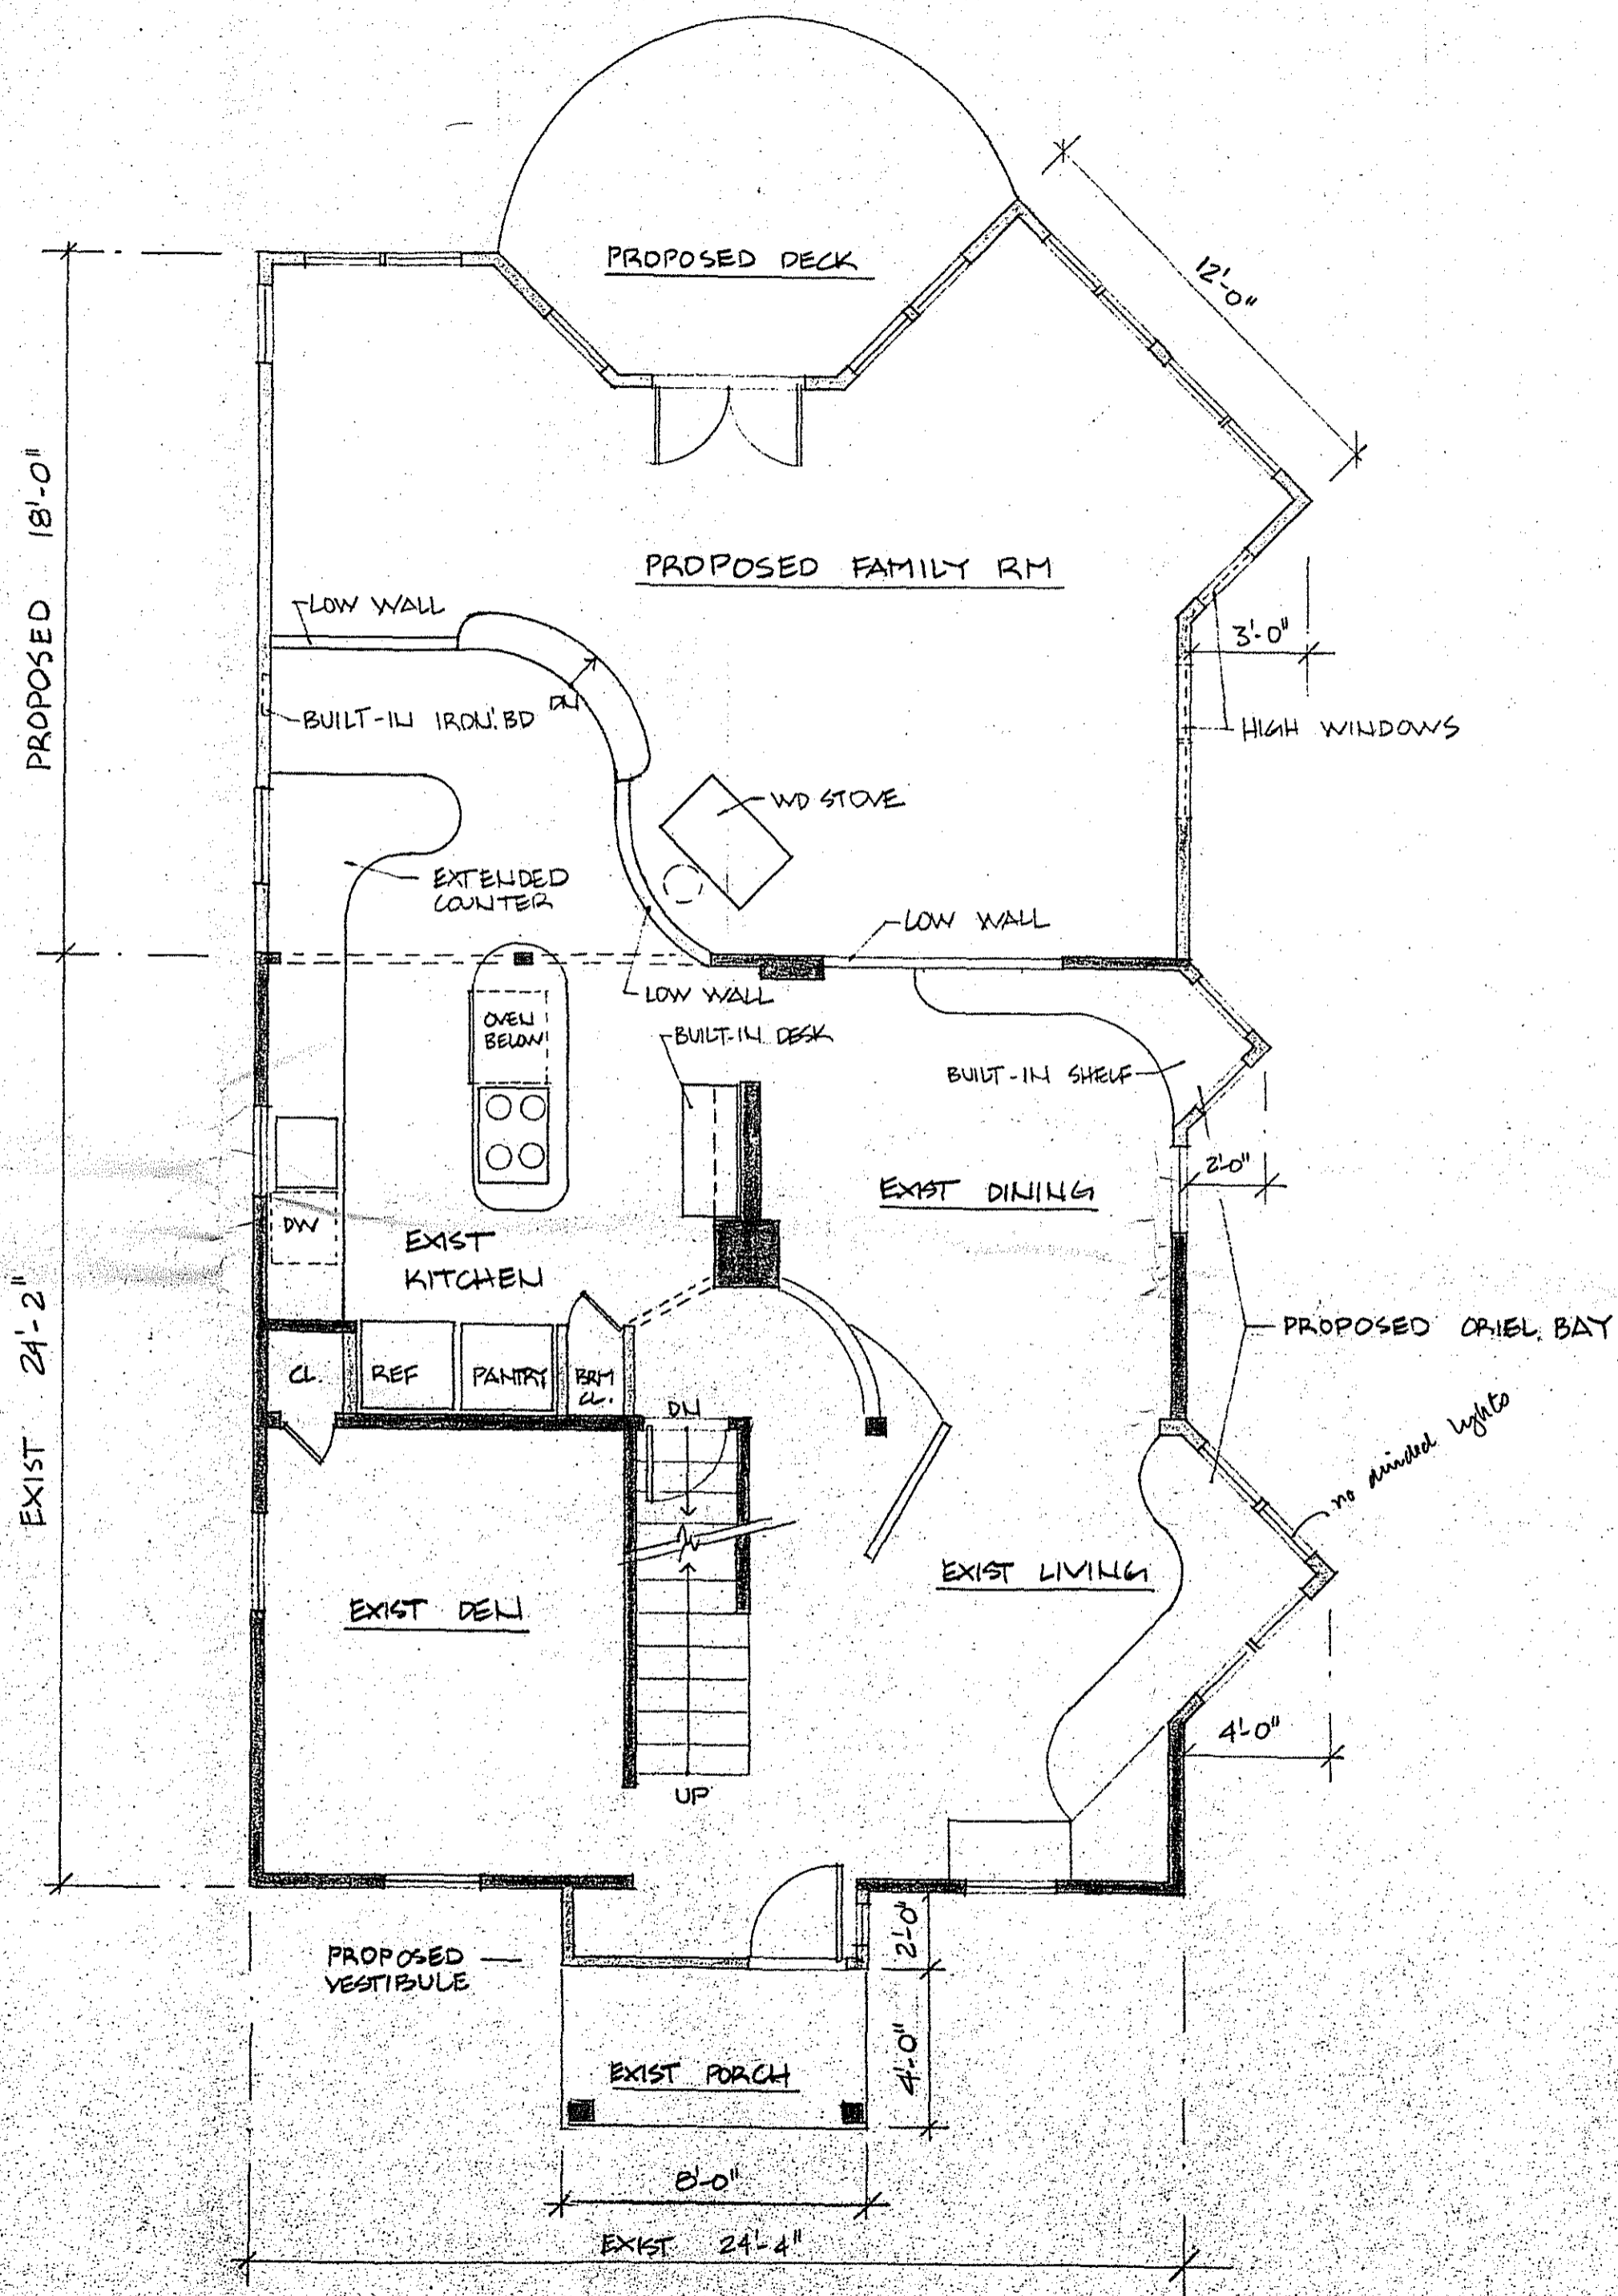 PROPOSED DECK
12'-0"
PROPOSED 18'-0"
PROPOSED FAMILY RM
LOW WALL
3'-0"
DN
BUILT-IN IRON. BD
HIGH WINDOWS
WD STOVE
EXTENDED
COUNTER
LOW WALL
LOW WALL
OVEN
BELOW
BUILT-IN DESK
BUILT-IN SHELF
2'-0"
EXIST DINING
DW
EXIST
KITCHEN
EXIST 24'-2"
PROPOSED ORIEL BAY
CL.
REF
PANTRY
BRM
CL.
DN
no divided lights
EXIST LIVING
EXIST DEN
4'-0"
UP
2'-0"
PROPOSED
VESTIBULE
4'-0"
EXIST PORCH
8'-0"
EXIST 24'-4"